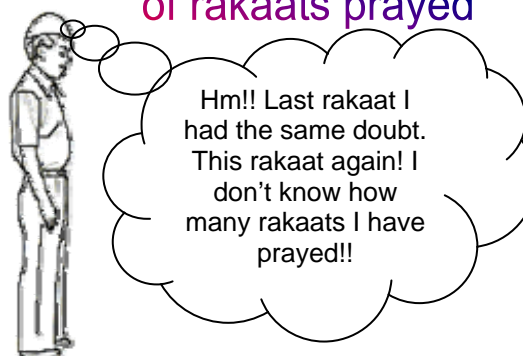 of rakaats prayed
Hm!! Last rakaat I
had the same doubt.
This rakaat again! I
don’t know how
many rakaats I have
prayed!!